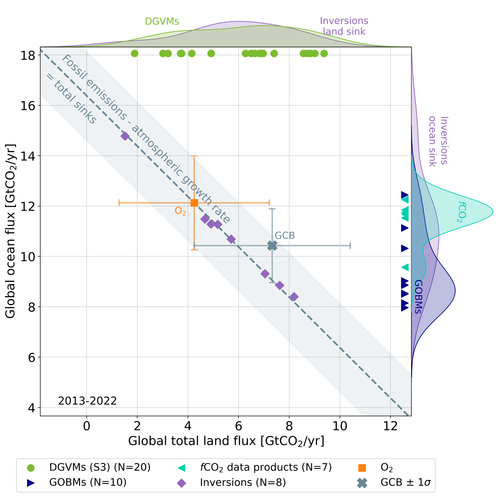 DGVMs
Inversions
land sink
18
16
14
12
10
8
6
4
Global ocean flux [GtCO₂/yr]
Fossil emissions - atmospheric growth rate
= total sinks
O₂
GCB
2013-2022
Inversions
ocean sink
fCO₂
GOBMs
0
2
4
6
8
10
12
Global total land flux [GtCO₂/yr]
DGVMs (S3) (N=20)
GOBMs (N=10)
fCO₂ data products (N=7)
Inversions (N=8)
O₂
GCB ± 1σ